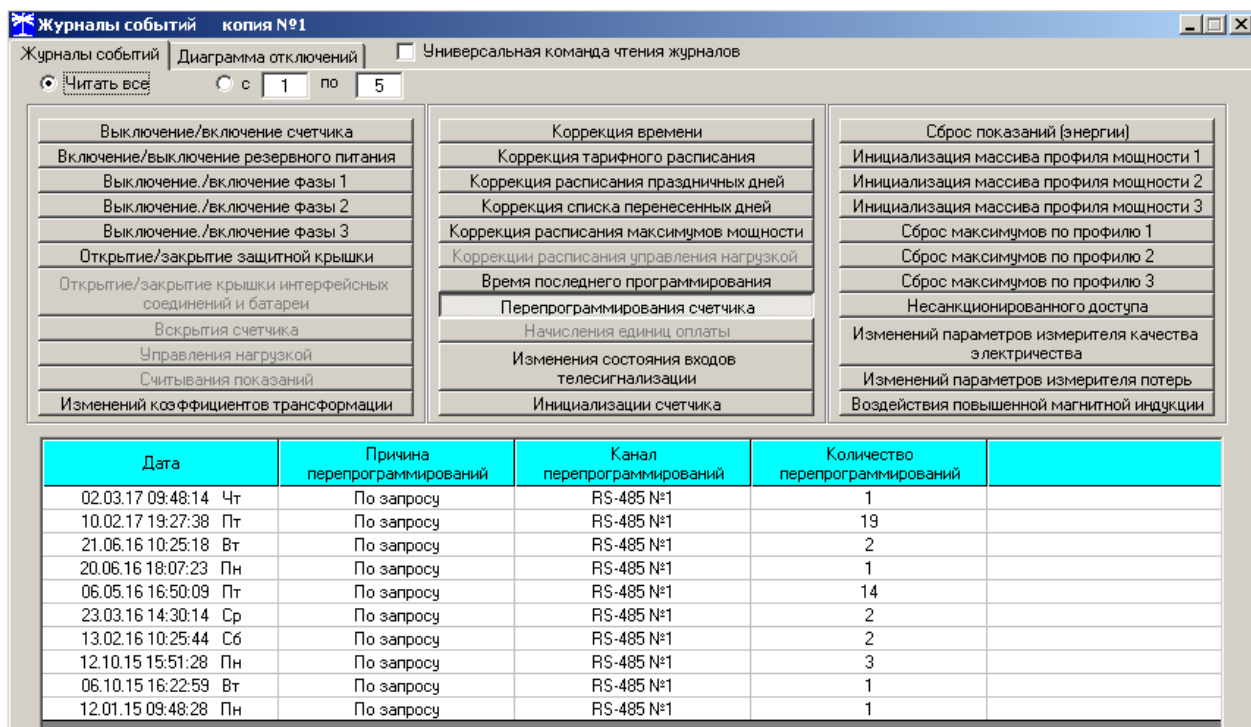 Журналы событий    копия №1
Журналы событий Диаграмма отключений Универсальная команда чтения журналов
Читать все с 1 по 5
Выключение/включение счетчика
Включение/выключение резервного питания
Выключение./включение фазы 1
Выключение./включение фазы 2
Выключение./включение фазы 3
Открытие/закрытие защитной крышки
Открытие/закрытие крышки интерфейсных
соединений и батареи
Вскрытия счетчика
Управления нагрузкой
Считывания показаний
Изменений коэффициентов трансформации
Коррекция времени
Коррекция тарифного расписания
Коррекция расписания праздничных дней
Коррекция списка перенесенных дней
Коррекция расписания максимумов мощности
Коррекции расписания управления нагрузкой
Время последнего программирования
Перепрограммирования счетчика
Начисления единиц оплаты
Изменения состояния входов
телесигнализации
Инициализации счетчика
Сброс показаний (энергии)
Инициализация массива профиля мощности 1
Инициализация массива профиля мощности 2
Инициализация массива профиля мощности 3
Сброс максимумов по профилю 1
Сброс максимумов по профилю 2
Сброс максимумов по профилю 3
Несанкционированного доступа
Изменений параметров измерителя качества
электричества
Изменений параметров измерителя потерь
Воздействия повышенной магнитной индукции
Дата Причина перепрограммирований Канал перепрограммирований Количество перепрограммирований
02.03.17 09:48:14 Чт По запросу RS-485 №1 1
10.02.17 19:27:38 Пт По запросу RS-485 №1 19
21.06.16 10:25:18 Вт По запросу RS-485 №1 2
20.06.16 18:07:23 Пн По запросу RS-485 №1 1
06.05.16 16:50:09 Пт По запросу RS-485 №1 14
23.03.16 14:30:14 Ср По запросу RS-485 №1 2
13.02.16 10:25:44 Сб По запросу RS-485 №1 2
12.10.15 15:51:28 Пн По запросу RS-485 №1 3
06.10.15 16:22:59 Вт По запросу RS-485 №1 1
12.01.15 09:48:28 Пн По запросу RS-485 №1 1